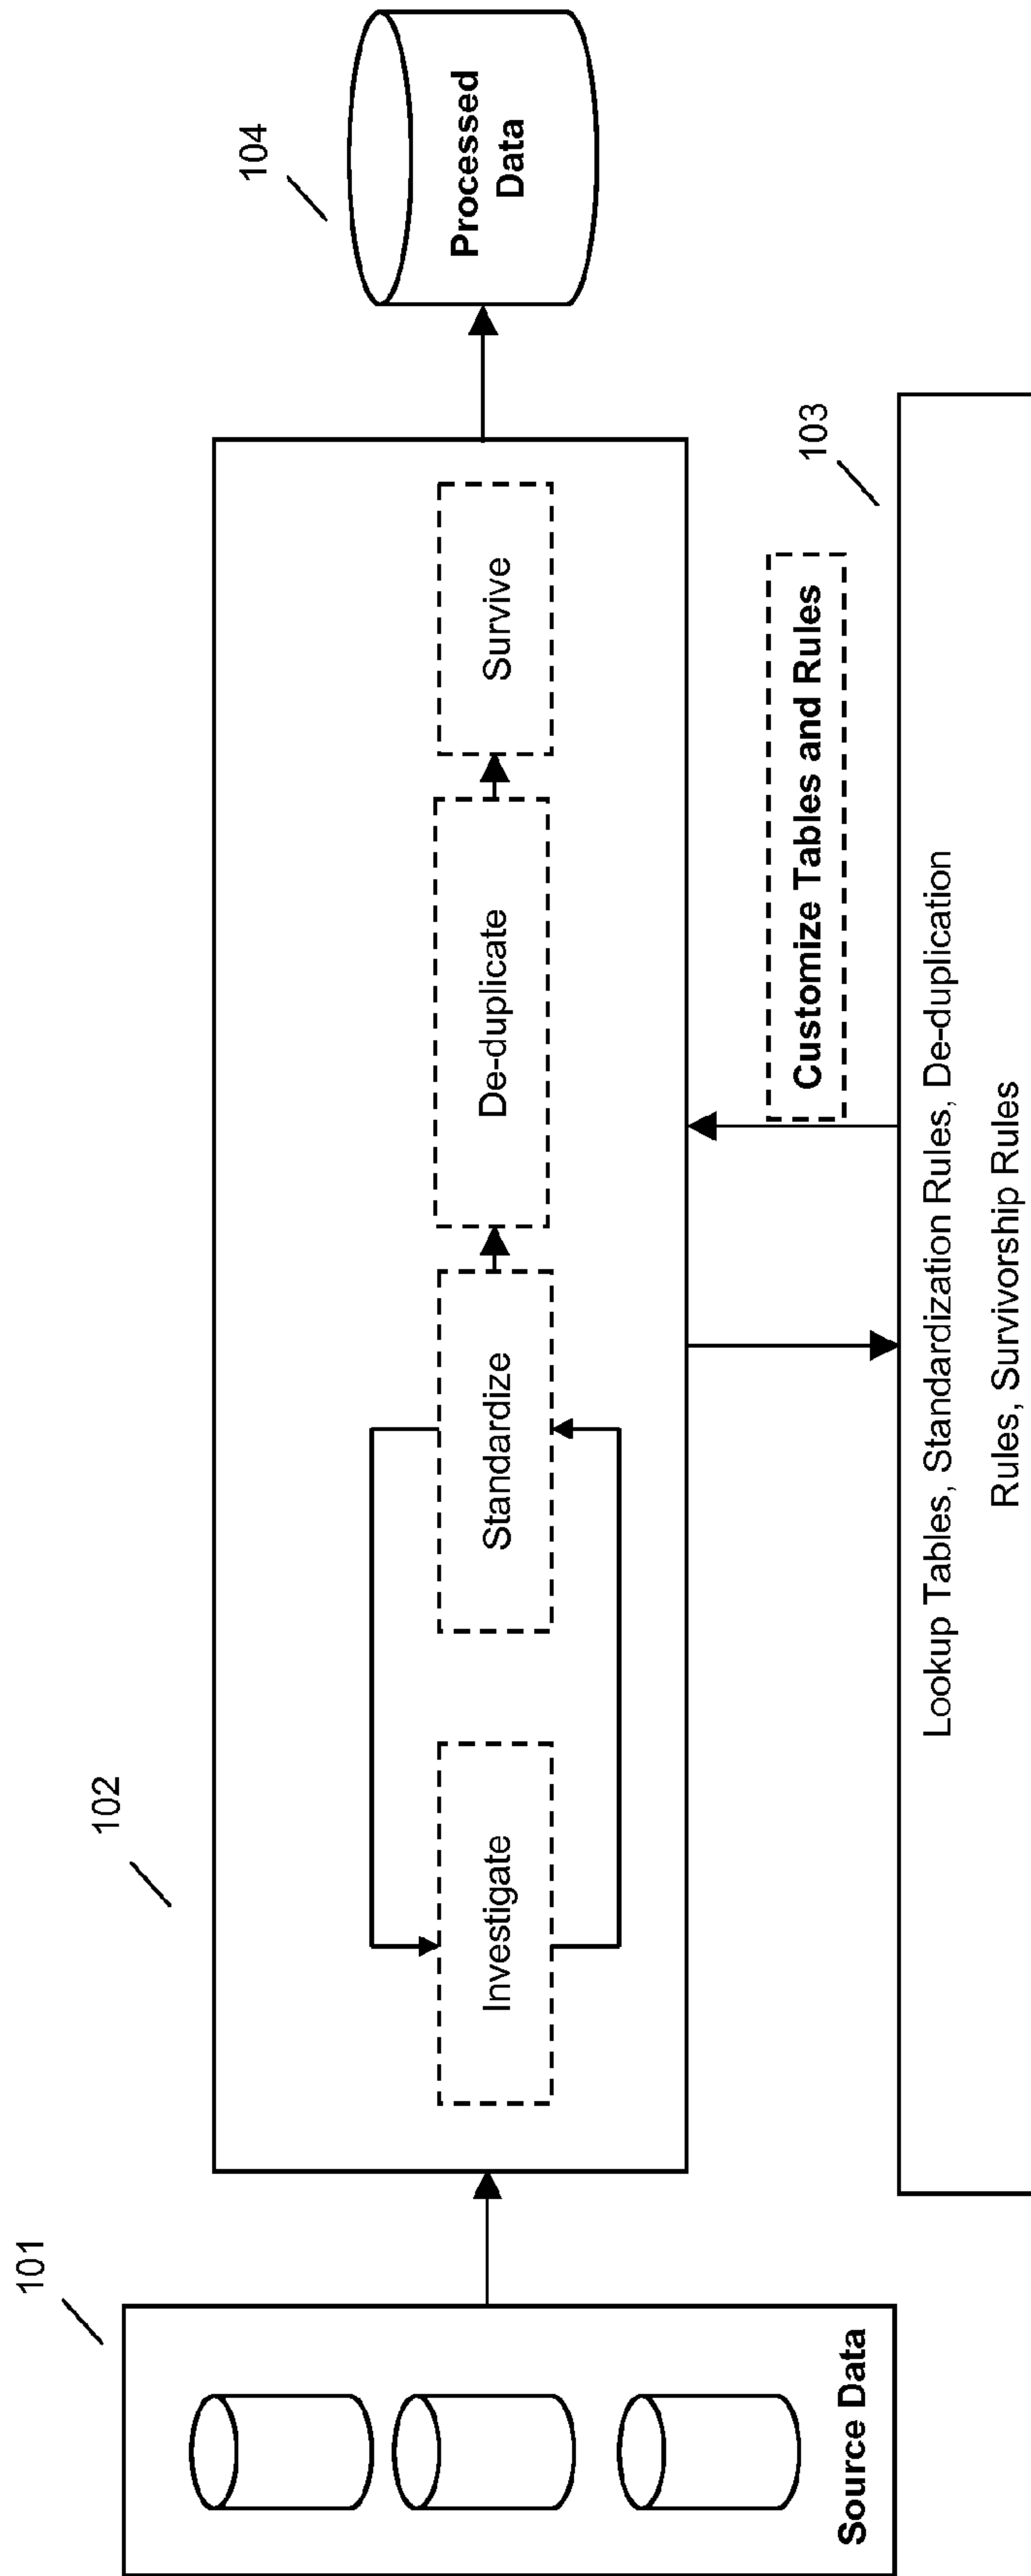 101
Source Data
102
Investigate
Standardize
De-duplicate
Survive
104
Processed
Data
103
Customize Tables and Rules
Lookup Tables, Standardization Rules, De-duplication
Rules, Survivorship Rules